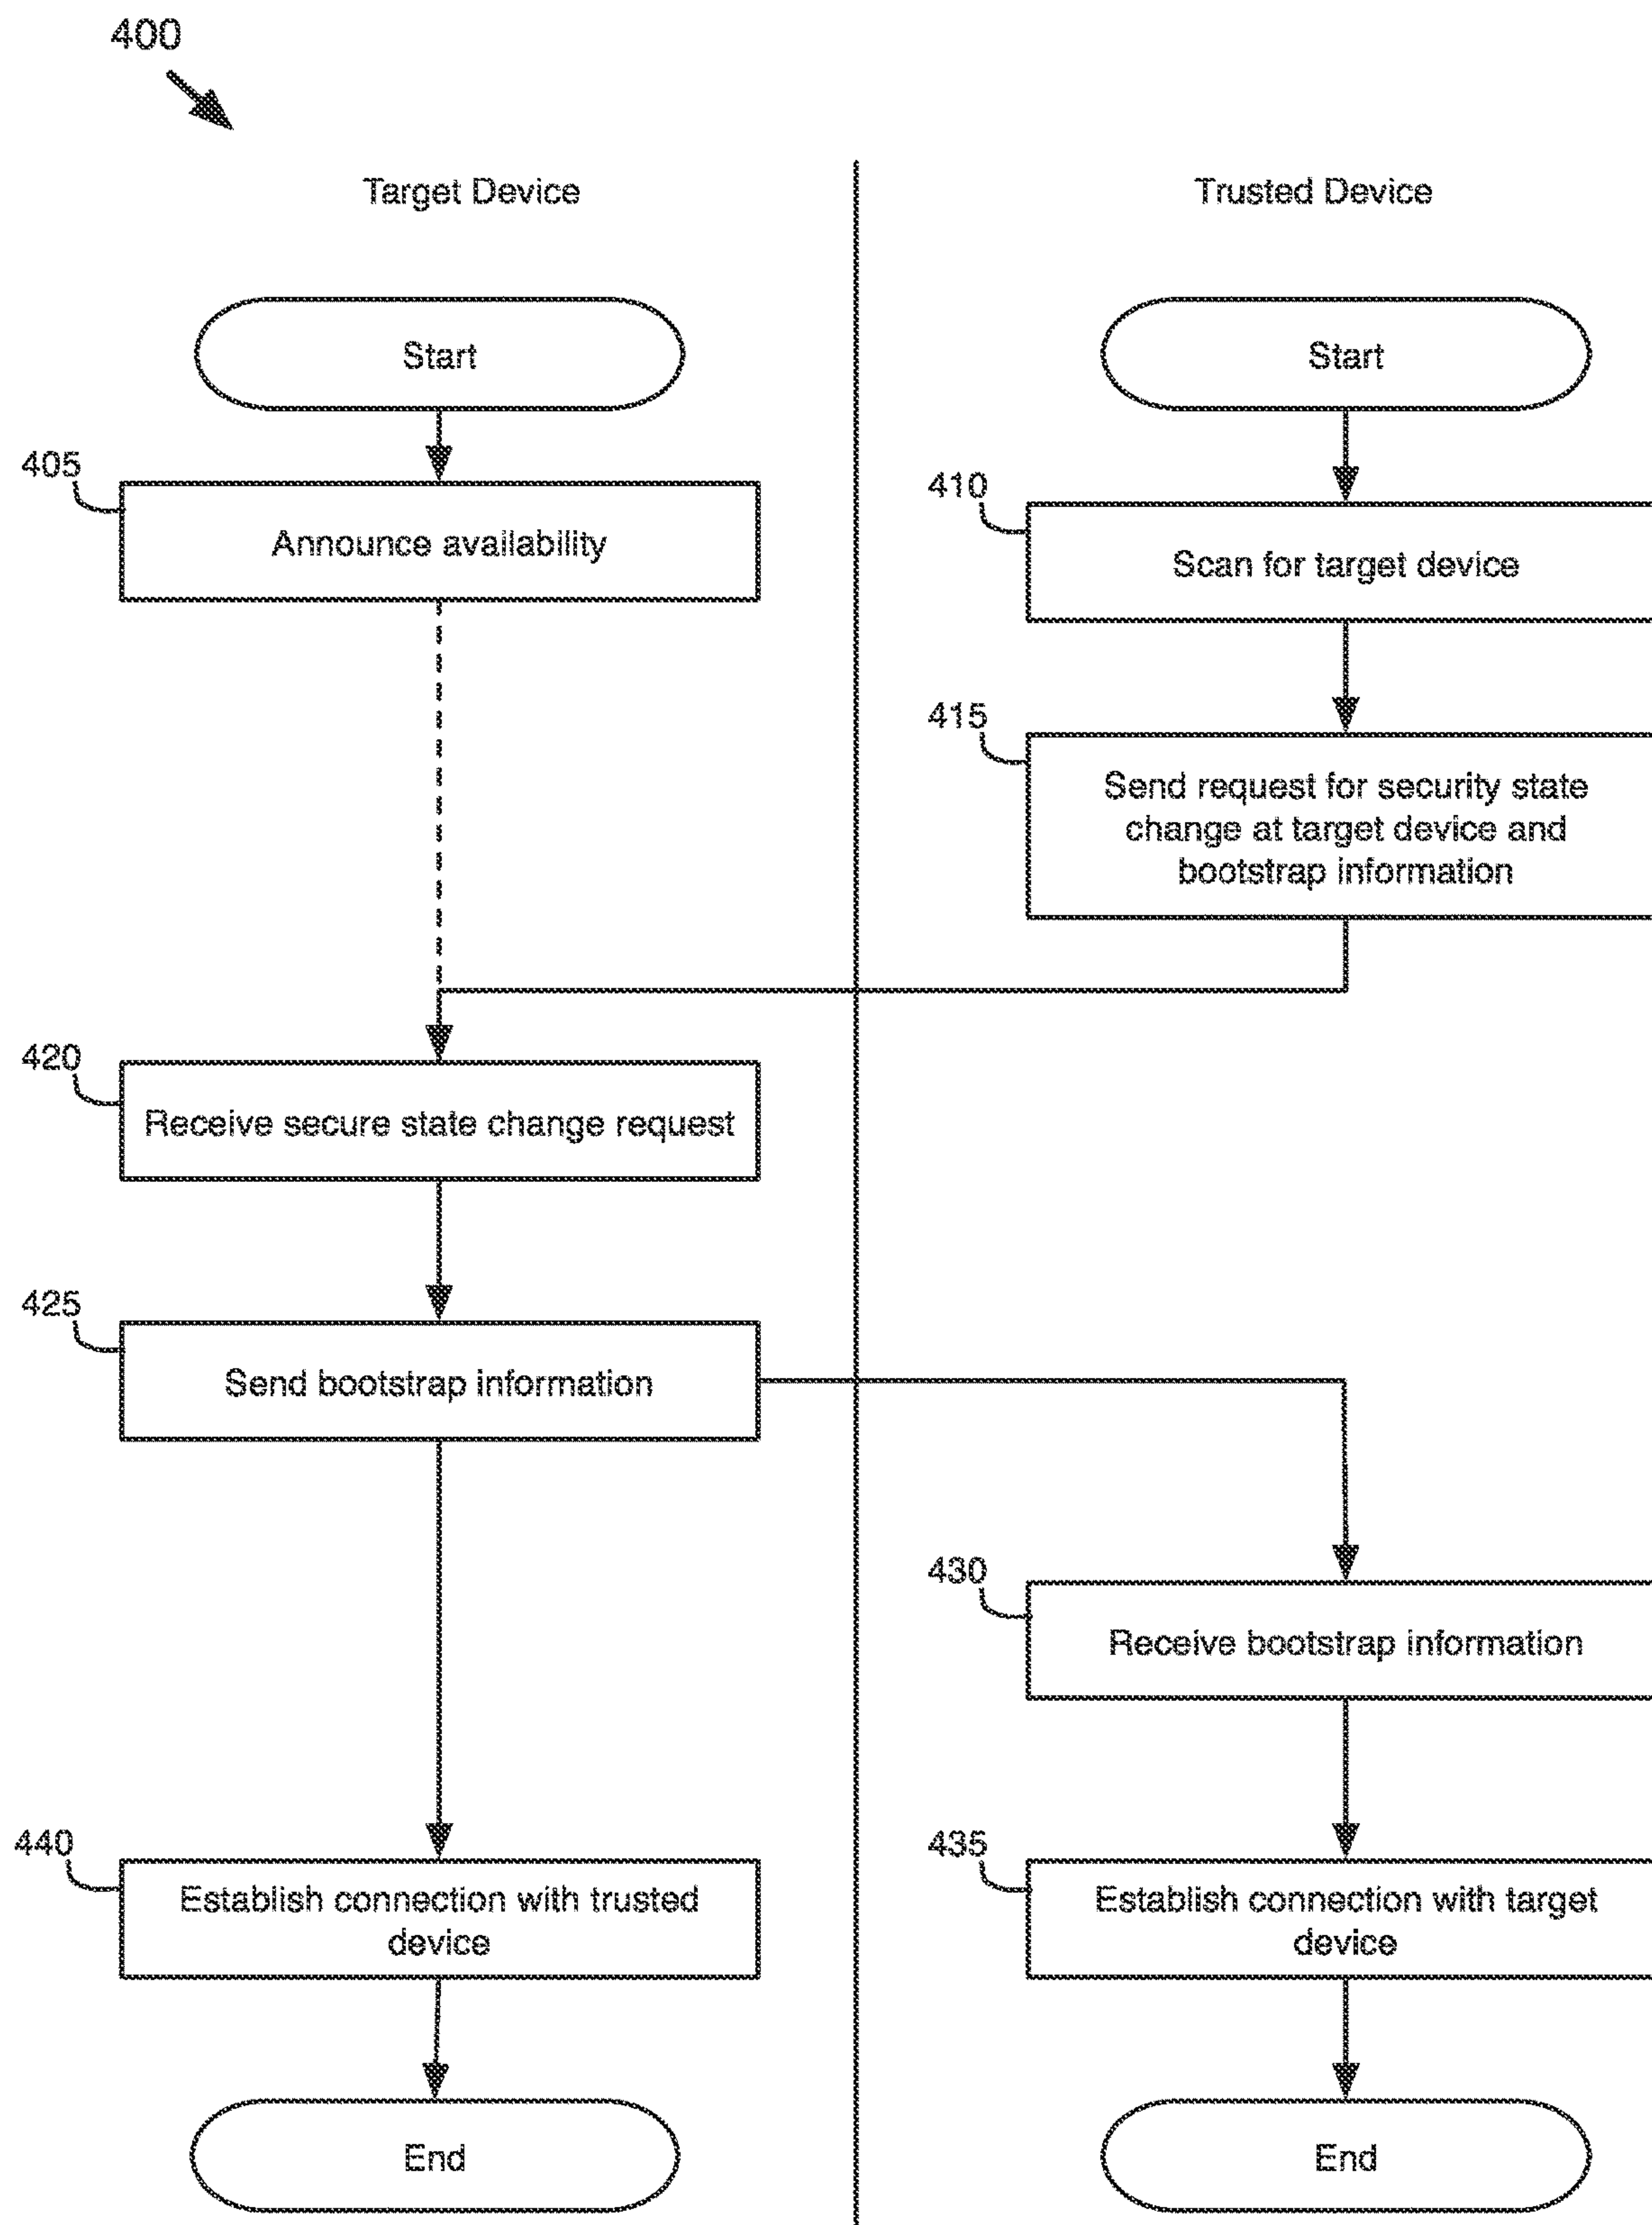 400
Target Device
Trusted Device
Start
Start
405
Announce availability
410
Scan for target device
415
Send request for security state
change at target device and
bootstrap information
420
Receive secure state change request
425
Send bootstrap information
430
Receive bootstrap information
440
Establish connection with trusted
device
435
Establish connection with target
device
End
End